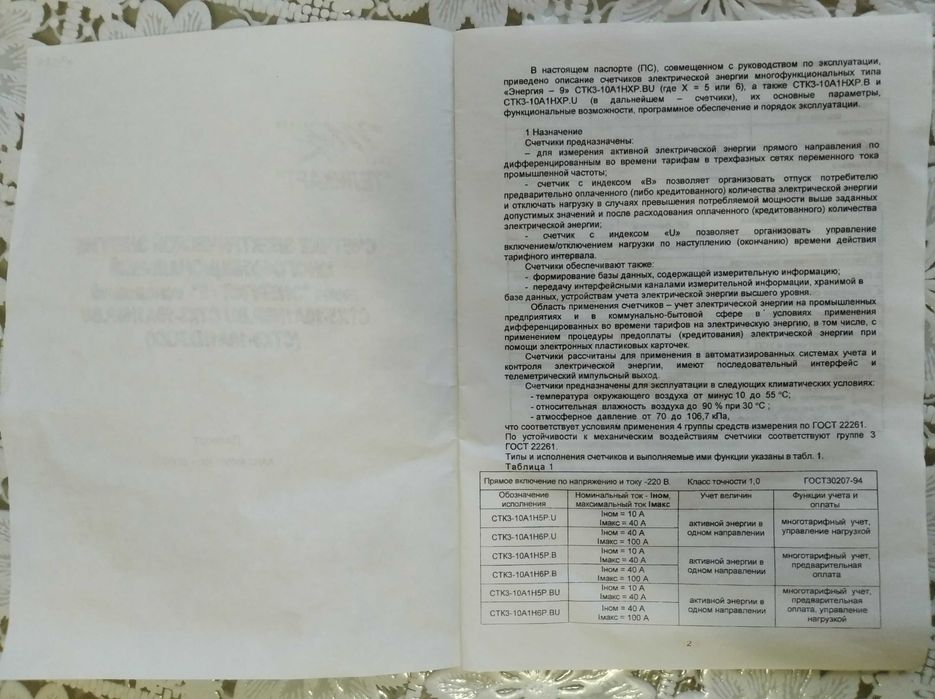 В настоящем паспорте (ПС), совмещенном с руководством по эксплуатации,
приведено описание счетчиков электрической энергии многофункциональных типа
«Энергия – 9» СТК3-10А1НХР.BU (где Х = 5 или 6), а также СТК3-10А1НХР.B и
СТК3-10А1НХР.U (в дальнейшем – счетчики), их основные параметры,
функциональные возможности, программное обеспечение и порядок эксплуатации.
1 Назначение
Счетчики предназначены:
– для измерения активной электрической энергии прямого направления по
дифференцированным во времени тарифам в трехфазных сетях переменного тока
промышленной частоты;
- счетчик с индексом «В» позволяет организовать отпуск потребителю
предварительно оплаченного (либо кредитованного) количества электрической энергии
и отключать нагрузку в случаях превышения потребляемой мощности выше заданных
допустимых значений и после расходования оплаченного (кредитованного) количества
электрической энергии;
- счетчик с индексом «U» позволяет организовать управление
включением/отключением нагрузки по наступлению (окончанию) времени действия
тарифного интервала.
Счетчики обеспечивают также:
- формирование базы данных, содержащей измерительную информацию;
- передачу интерфейсными каналами измерительной информации, хранимой в
базе данных, устройствам учета электрической энергии высшего уровня.
Область применения счетчиков – учет электрической энергии на промышленных
предприятиях и в коммунально-бытовой сфере в условиях применения
дифференцированных во времени тарифов на электрическую энергию, в том числе, с
применением процедуры предоплаты (кредитования) электрической энергии при
помощи электронных пластиковых карточек.
Счетчики рассчитаны для применения в автоматизированных системах учета и
контроля электрической энергии, имеют последовательный интерфейс и
телеметрический импульсный выход.
Счетчики предназначены для эксплуатации в следующих климатических условиях:
- температура окружающего воздуха от минус 10 до 55 °С;
- относительная влажность воздуха до 90 % при 30 °С ;
- атмосферное давление от 70 до 106,7 кПа,
что соответствует условиям применения 4 группы средств измерения по ГОСТ 22261.
По устойчивости к механическим воздействиям счетчики соответствуют группе 3
ГОСТ 22261.
Типы и исполнения счетчиков и выполняемые ими функции указаны в табл. 1.
Таблица 1
Прямое включение по напряжению и току -220 В. Класс точности 1,0 ГОСТ30207-94
Обозначение исполнения Номинальный ток - Iном, максимальный ток Iмакс Учет величин Функции учета и оплаты
СТК3-10А1Н5Р.U Iном = 10 А Iмакс = 40 А активной энергии в одном направлении многотарифный учет, управление нагрузкой
СТК3-10А1Н6Р.U Iном = 40 А Iмакс = 100 А
СТК3-10А1Н5Р.B Iном = 10 А Iмакс = 40 А активной энергии в одном направлении многотарифный учет, предварительная оплата
СТК3-10А1Н6Р.B Iном = 40 А Iмакс = 100 А
СТК3-10А1Н5Р.BU Iном = 10 А Iмакс = 40 А активной энергии в одном направлении многотарифный учет, предварительная оплата, управление нагрузкой
СТК3-10А1Н6Р.BU Iном = 40 А Iмакс = 100 А
2